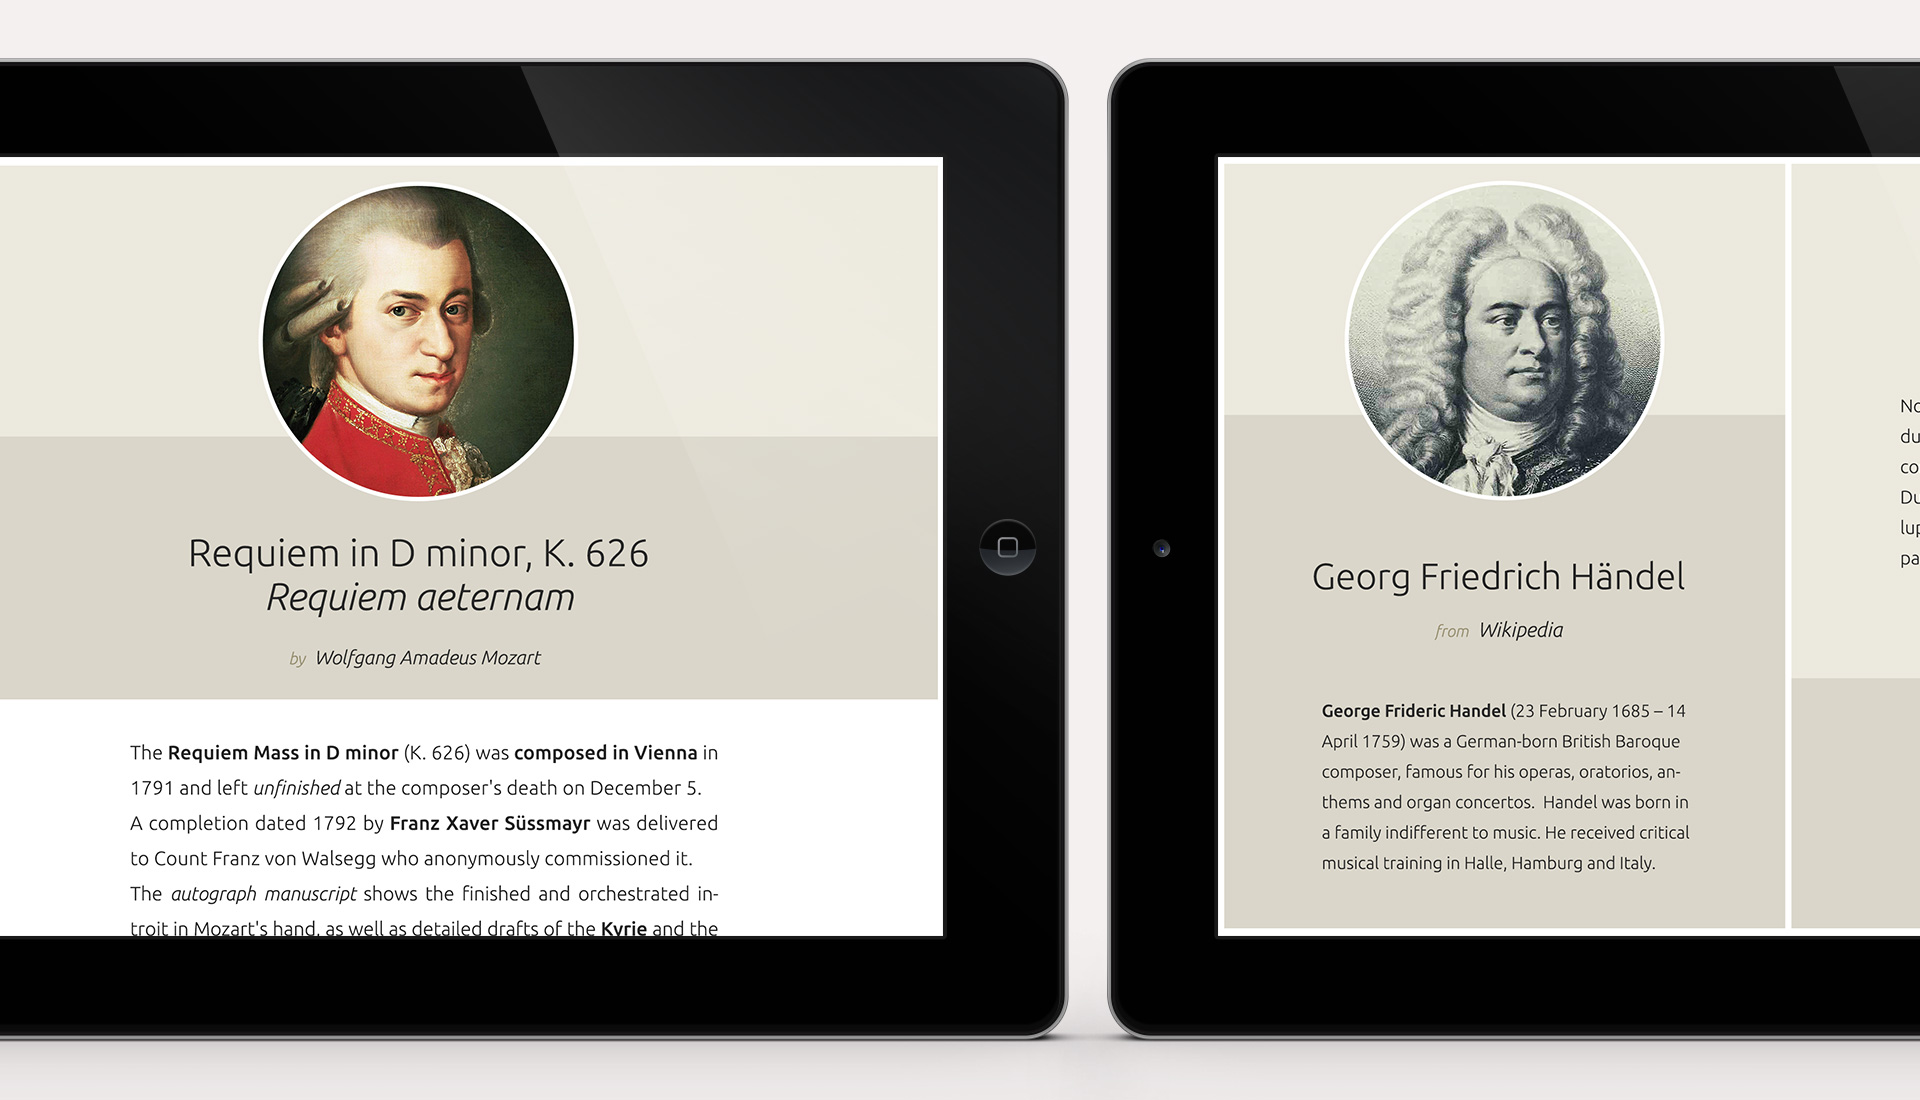 Requiem in D minor, K. 626
Requiem aeternam
by Wolfgang Amadeus Mozart
The Requiem Mass in D minor (K. 626) was composed in Vienna in
1791 and left unfinished at the composer's death on December 5.
A completion dated 1792 by Franz Xaver Süssmayr was delivered
to Count Franz von Walsegg who anonymously commissioned it.
The autograph manuscript shows the finished and orchestrated in-
troit in Mozart's hand, as well as detailed drafts of the Kyrie and the
Georg Friedrich Händel
from Wikipedia
George Frideric Handel (23 February 1685 – 14
April 1759) was a German-born British Baroque
composer, famous for his operas, oratorios, an-
thems and organ concertos. Handel was born in
a family indifferent to music. He received critical
musical training in Halle, Hamburg and Italy.